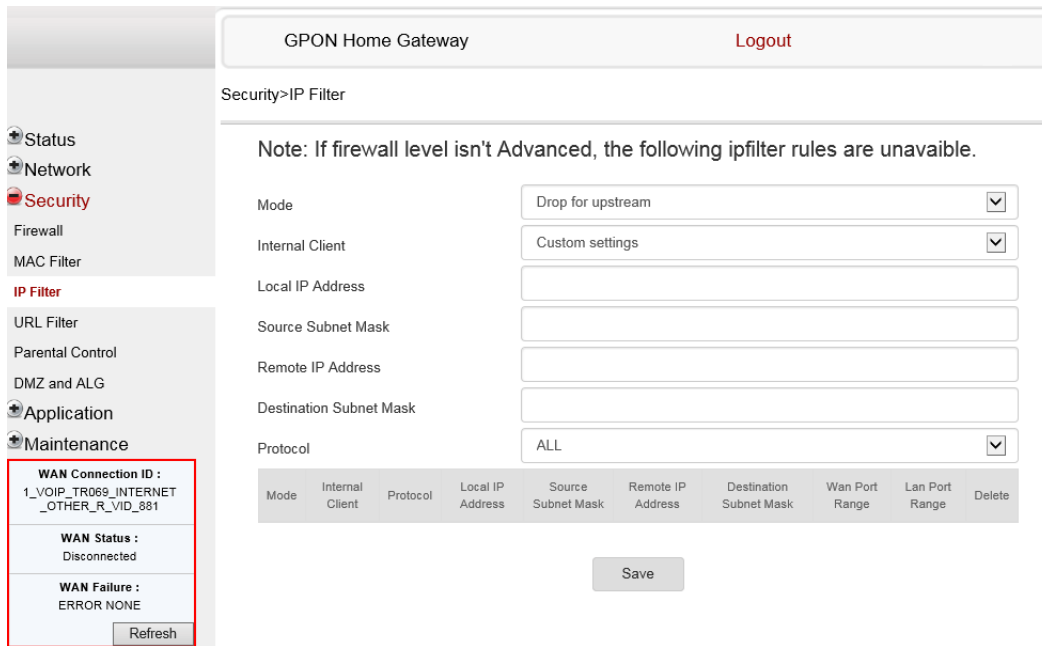 GPON Home Gateway
Logout
Security>IP Filter
Status
Network
Security
Firewall
MAC Filter
IP Filter
URL Filter
Parental Control
DMZ and ALG
Application
Maintenance
WAN Connection ID :
1_VOIP_TR069_INTERNET
_OTHER_R_VID_881
WAN Status :
Disconnected
WAN Failure :
ERROR NONE
Refresh
Note: If firewall level isn't Advanced, the following ipfilter rules are unavaible.
Mode
Drop for upstream
Internal Client
Custom settings
Local IP Address
Source Subnet Mask
Remote IP Address
Destination Subnet Mask
Protocol
ALL
Mode
Internal
Client
Protocol
Local IP
Address
Source
Subnet Mask
Remote IP
Address
Destination
Subnet Mask
Wan Port
Range
Lan Port
Range
Delete
Save